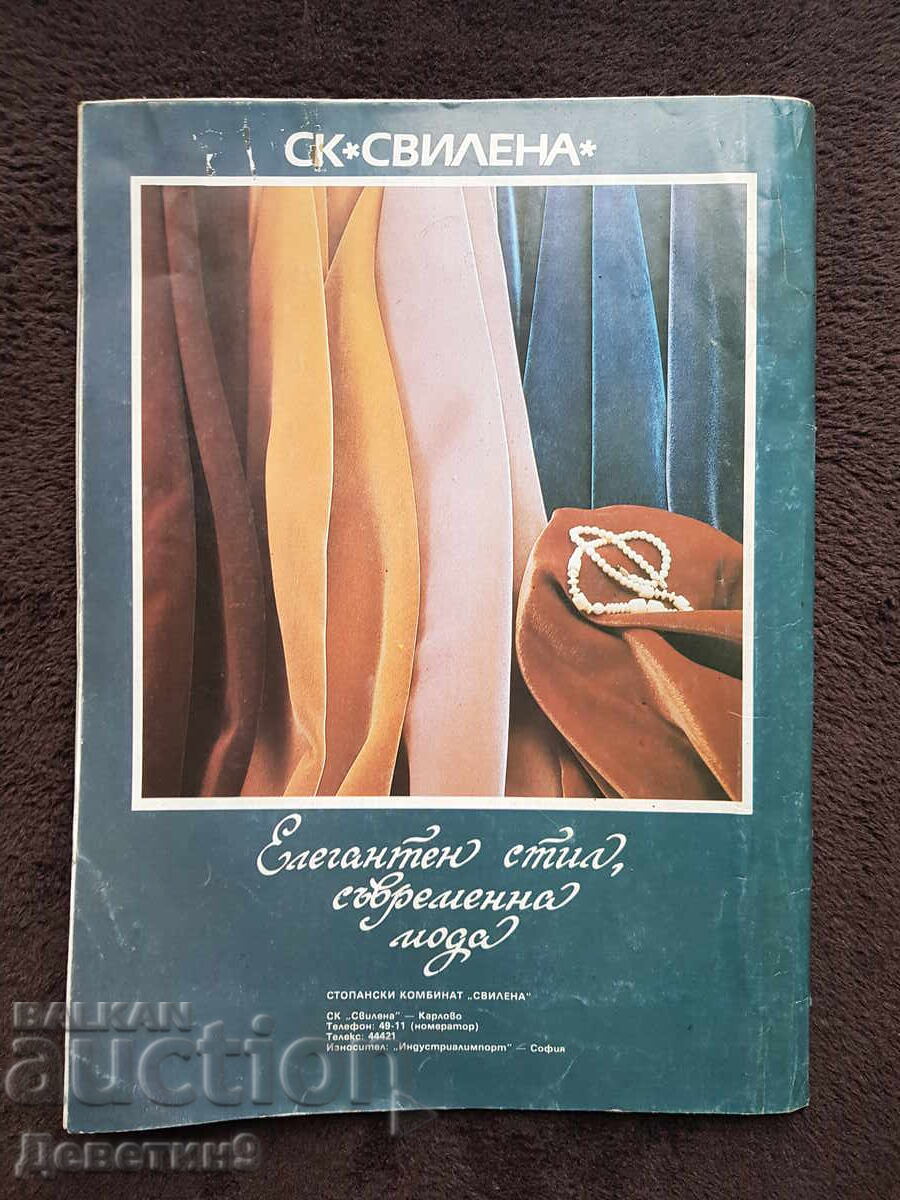 СК*СВИЛЕНА*
Елегантен стил,
съвременна
мода
СТОПАНСКИ КОМБИНАТ „СВИЛЕНА"
СК „Свилена" — Карлово
Телефон: 49-11 (номератор)
Телекс: 44421
Износител: „Индустриалимпорт" — София
BALKAN
auction
Деветин9